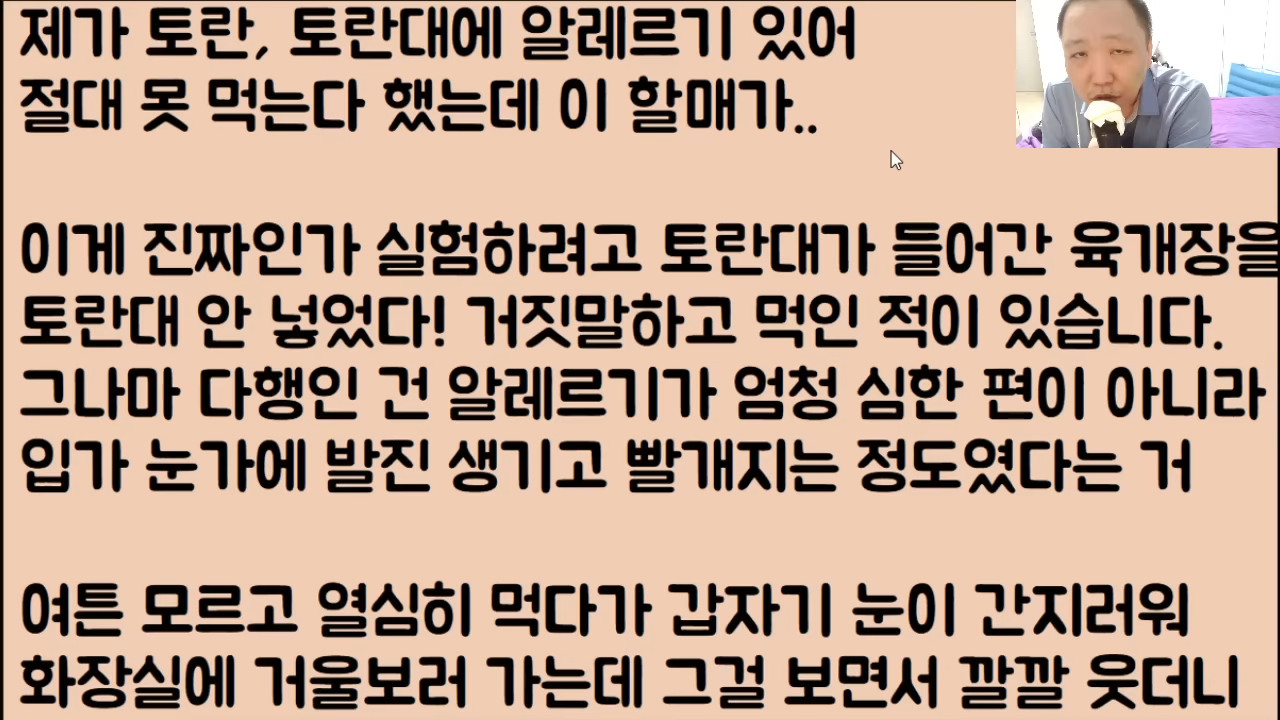 제가 토란, 토란대에 알레르기 있어
절대 못 먹는다 했는데 이 할매가..
이게 진짜인가 실험하려고 토란대가 들어간 육개장을
토란대 안 넣었다! 거짓말하고 먹인 적이 있습니다.
그나마 다행인 건 알레르기가 엄청 심한 편이 아니라
입가 눈가에 발진 생기고 빨개지는 정도였다는 거
여튼 모르고 열심히 먹다가 갑자기 눈이 간지러워
화장실에 거울보러 가는데 그걸 보면서 깔깔 웃더니